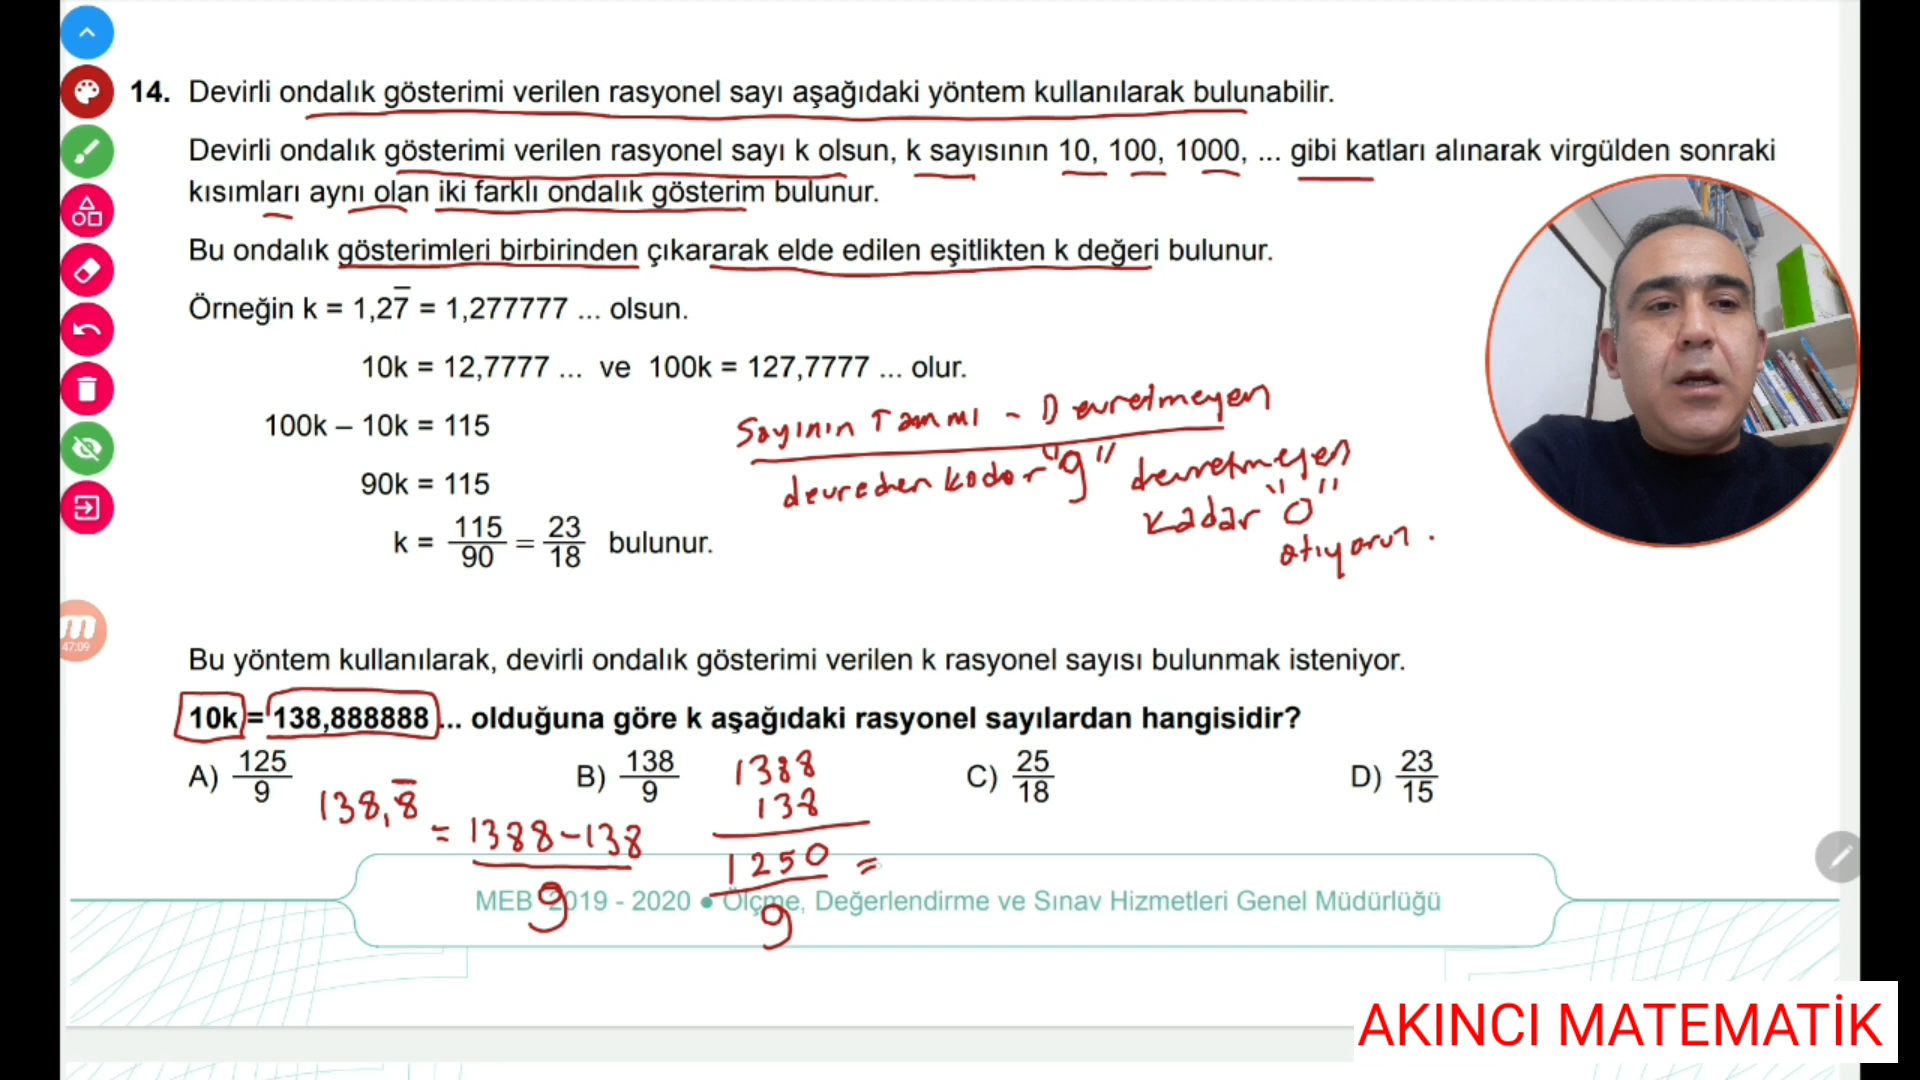 14. Devirli ondalık gösterimi verilen rasyonel sayı aşağıdaki yöntem kullanılarak bulunabilir.
Devirli ondalık gösterimi verilen rasyonel sayı k olsun, k sayısının 10, 100, 1000, ... gibi katları alınarak virgülden sonraki
kısımları aynı olan iki farklı ondalık gösterim bulunur.
Bu ondalık gösterimleri birbirinden çıkararak elde edilen eşitlikten k değeri bulunur.
Örneğin k = 1,27̅ = 1,277777 ... olsun.
10k = 12,7777 ... ve 100k = 127,7777 ... olur.
100k – 10k = 115
90k = 115
k = 115/90 = 23/18 bulunur.
Sayının Tammı - Devretmeyen
devreden kadar "9" devretmeyen
kadar "0"
atıyoruz.
m
47:09
Bu yöntem kullanılarak, devirli ondalık gösterimi verilen k rasyonel sayısı bulunmak isteniyor.
10k = 138,888888 ... olduğuna göre k aşağıdaki rasyonel sayılardan hangisidir?
A) 125/9 B) 138/9 C) 25/18 D) 23/15
138,8̅ = 1388-138/9
1388
138
1250/9 =
MEB 2019 - 2020 ● Ölçme, Değerlendirme ve Sınav Hizmetleri Genel Müdürlüğü
AKINCI MATEMATİK